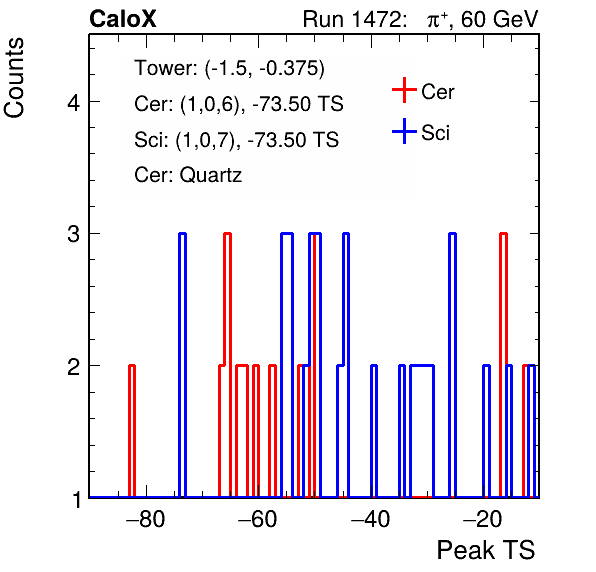 CaloX Run 1472: π⁺, 60 GeV
Counts
Tower: (-1.5, -0.375)
Cer: (1,0,6), -73.50 TS
Sci: (1,0,7), -73.50 TS
Cer: Quartz
Cer
Sci
4
3
2
1
−80 −60 −40 −20
Peak TS